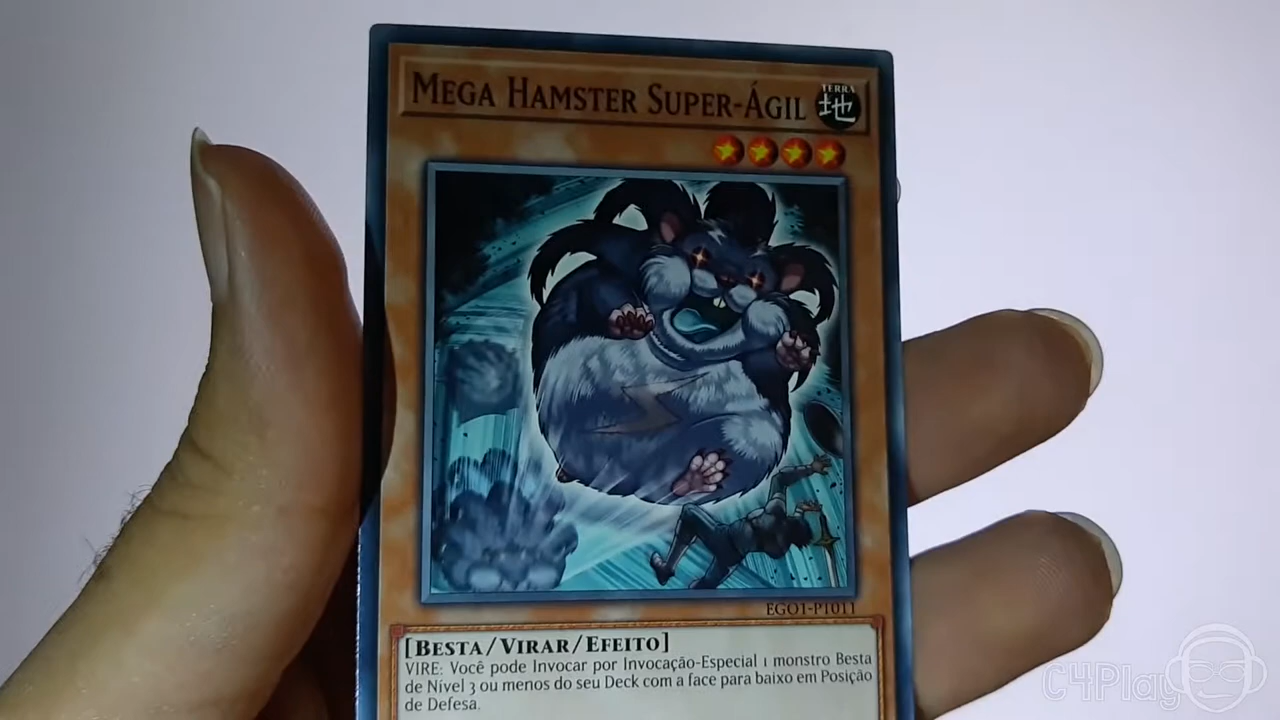 MEGA HAMSTER SUPER-ÁGIL
TERRA
地
EGO1-PT011
[BESTA/VIRAR/EFEITO]
VIRE: Você pode Invocar por Invocação-Especial 1 monstro Besta
de Nível 3 ou menos do seu Deck com a face para baixo em Posição
de Defesa.
C4Play